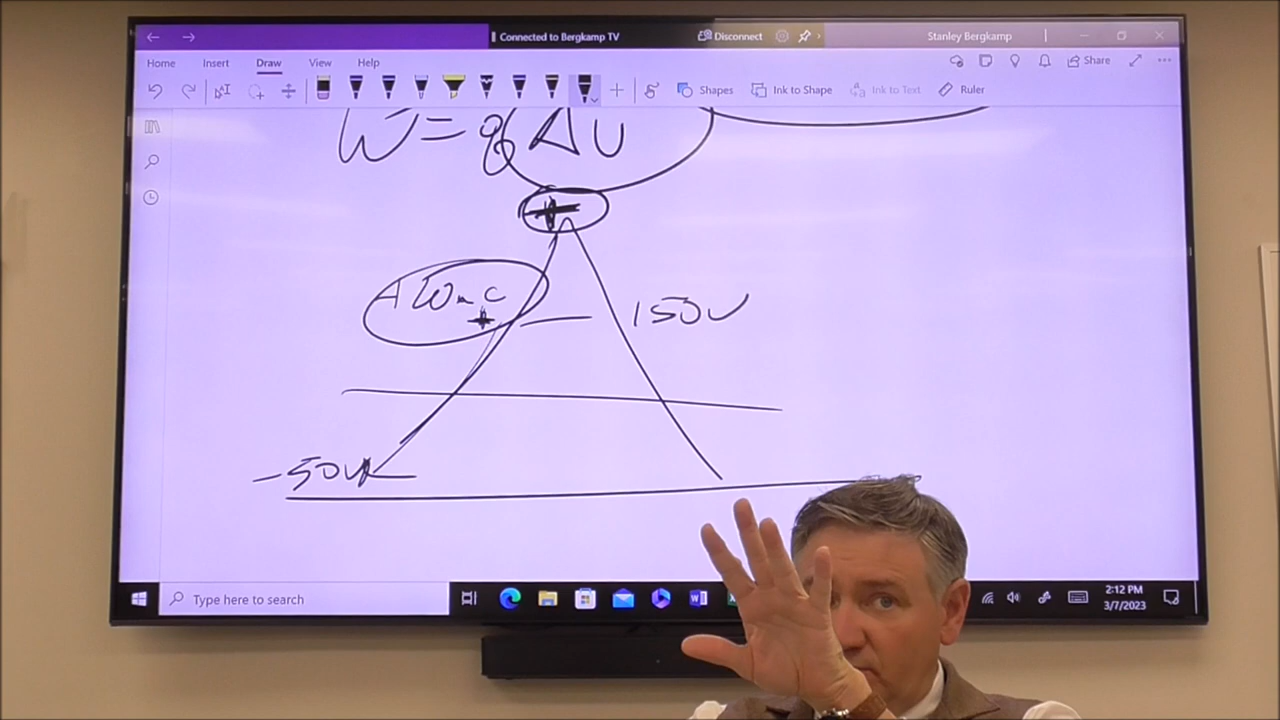 Connected to Bergkamp TV
Disconnect
Stanley Bergkamp
Home Insert Draw View Help
Share
Shapes Ink to Shape Ink to Text Ruler
W = q ΔU
+
150V
-50V
Type here to search
2:12 PM
3/7/2023